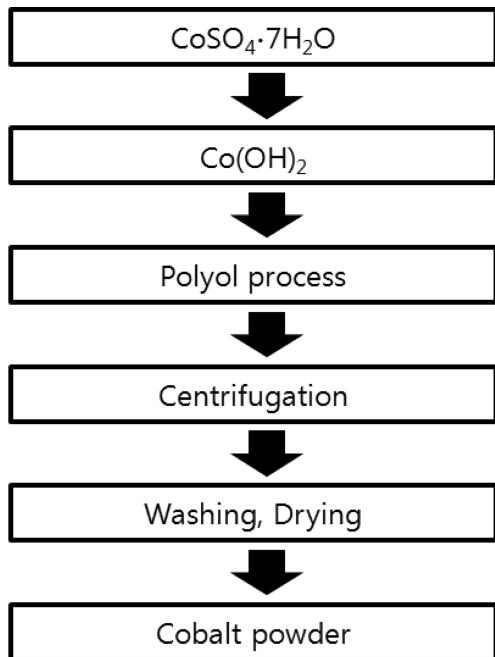 CoSO₄·7H₂O
Co(OH)₂
Polyol process
Centrifugation
Washing, Drying
Cobalt powder